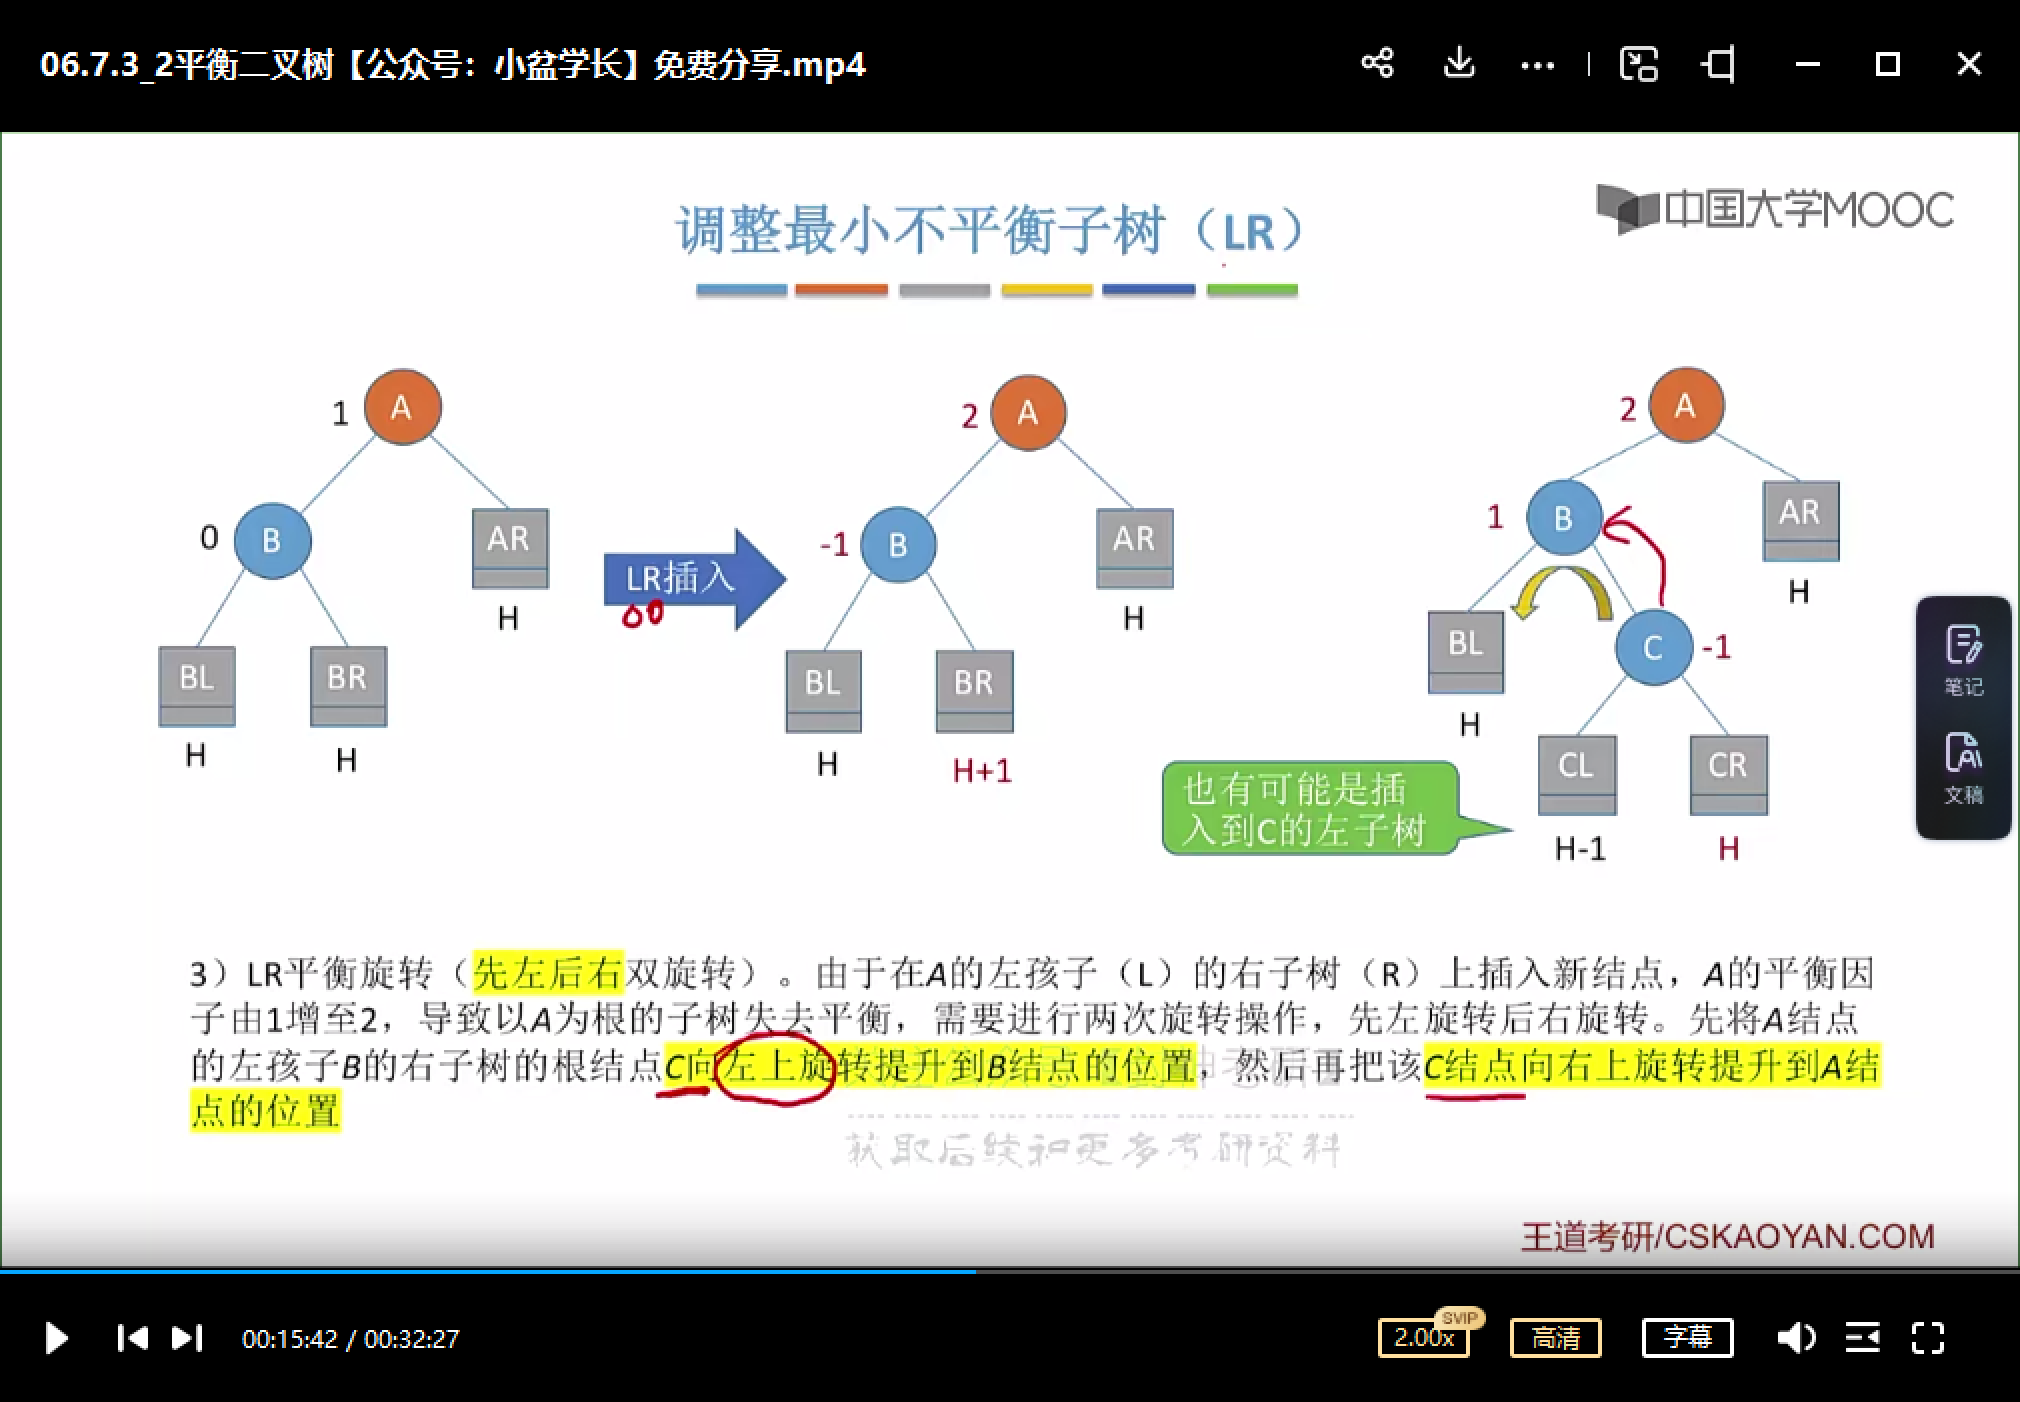 06.7.3_2平衡二叉树【公众号：小盆学长】免费分享.mp4
中国大学MOOC
调整最小不平衡子树（LR）
1 A
0 B
AR
H
BL
H
BR
H
LR插入
2 A
-1 B
AR
H
BL
H
BR
H+1
2 A
1 B
AR
H
BL
H
C -1
CL
H-1
CR
H
也有可能是插
入到C的左子树
笔记
文稿
3）LR平衡旋转（先左后右双旋转）。由于在A的左孩子（L）的右子树（R）上插入新结点，A的平衡因
子由1增至2，导致以A为根的子树失去平衡，需要进行两次旋转操作，先左旋转后右旋转。先将A结点
的左孩子B的右子树的根结点C向左上旋转提升到B结点的位置，然后再把该C结点向右上旋转提升到A结
点的位置
获取后续和更多考研资料
王道考研/CSKAOYAN.COM
00:15:42 / 00:32:27
SVIP
2.00x
高清
字幕